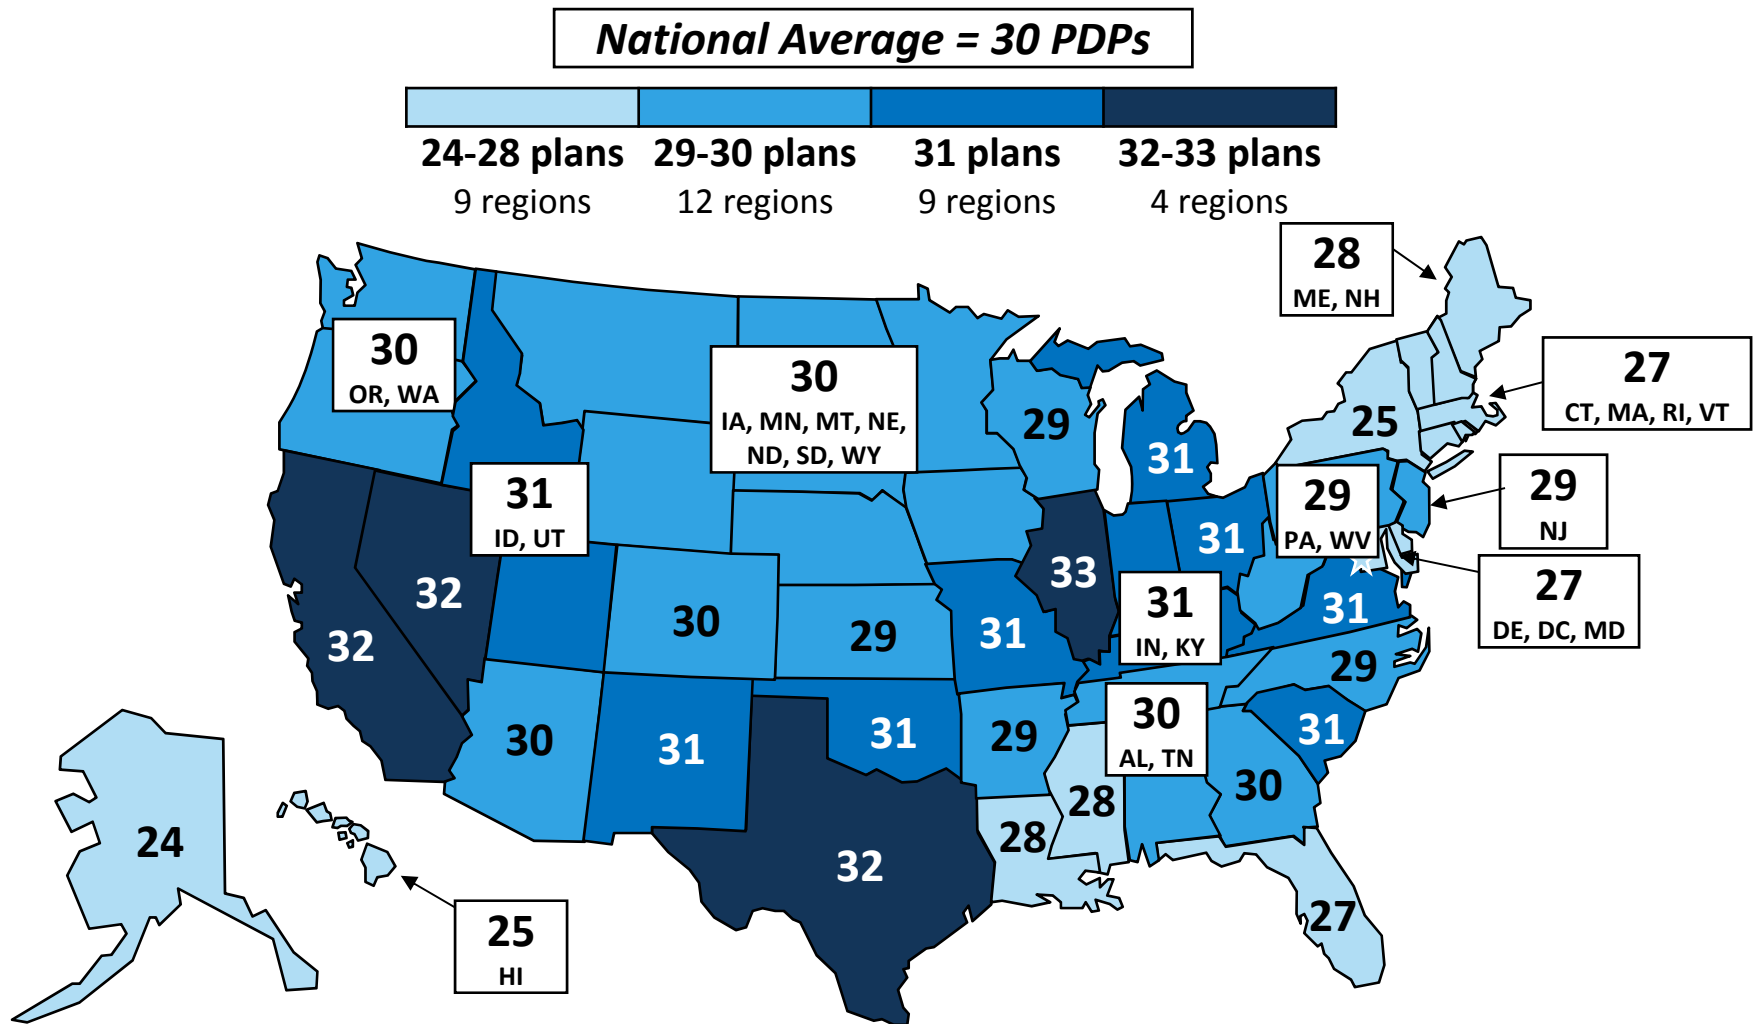 National Average = 30 PDPs
24-28 plans 29-30 plans 31 plans 32-33 plans
9 regions 12 regions 9 regions 4 regions
28
ME, NH
30
OR, WA
30
IA, MN, MT, NE,
ND, SD, WY
27
CT, MA, RI, VT
29
25
31
31
ID, UT
29
PA, WV
29
NJ
31
33
32
31
IN, KY
31
27
DE, DC, MD
30
29
31
32
29
30
AL, TN
30
31
31
29
31
28
30
24
28
32
27
25
HI